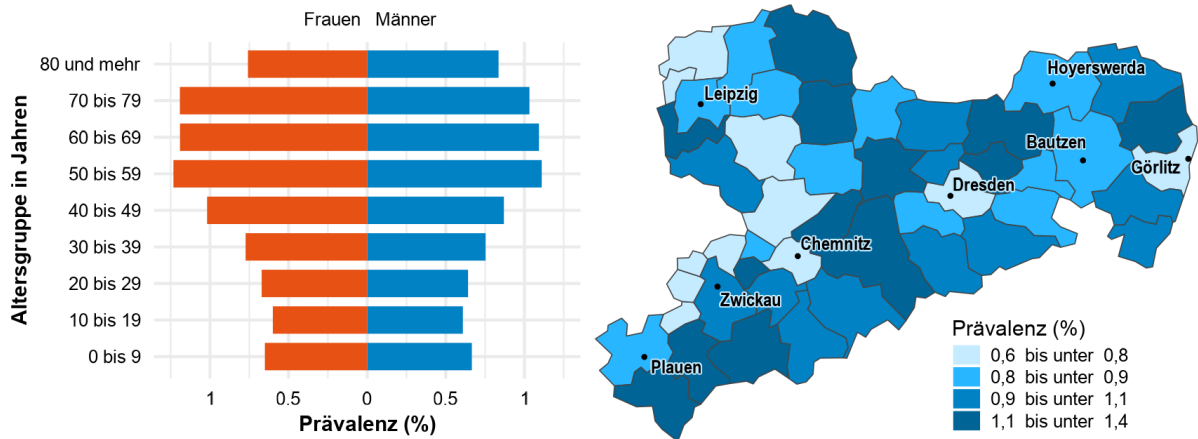 Frauen Männer
Altersgruppe in Jahren
80 und mehr
70 bis 79
60 bis 69
50 bis 59
40 bis 49
30 bis 39
20 bis 29
10 bis 19
0 bis 9
1 0.5 0 0.5 1
Prävalenz (%)
Hoyerswerda
Leipzig
Bautzen
Görlitz
Dresden
Chemnitz
Zwickau
Plauen
Prävalenz (%)
0,6 bis unter 0,8
0,8 bis unter 0,9
0,9 bis unter 1,1
1,1 bis unter 1,4